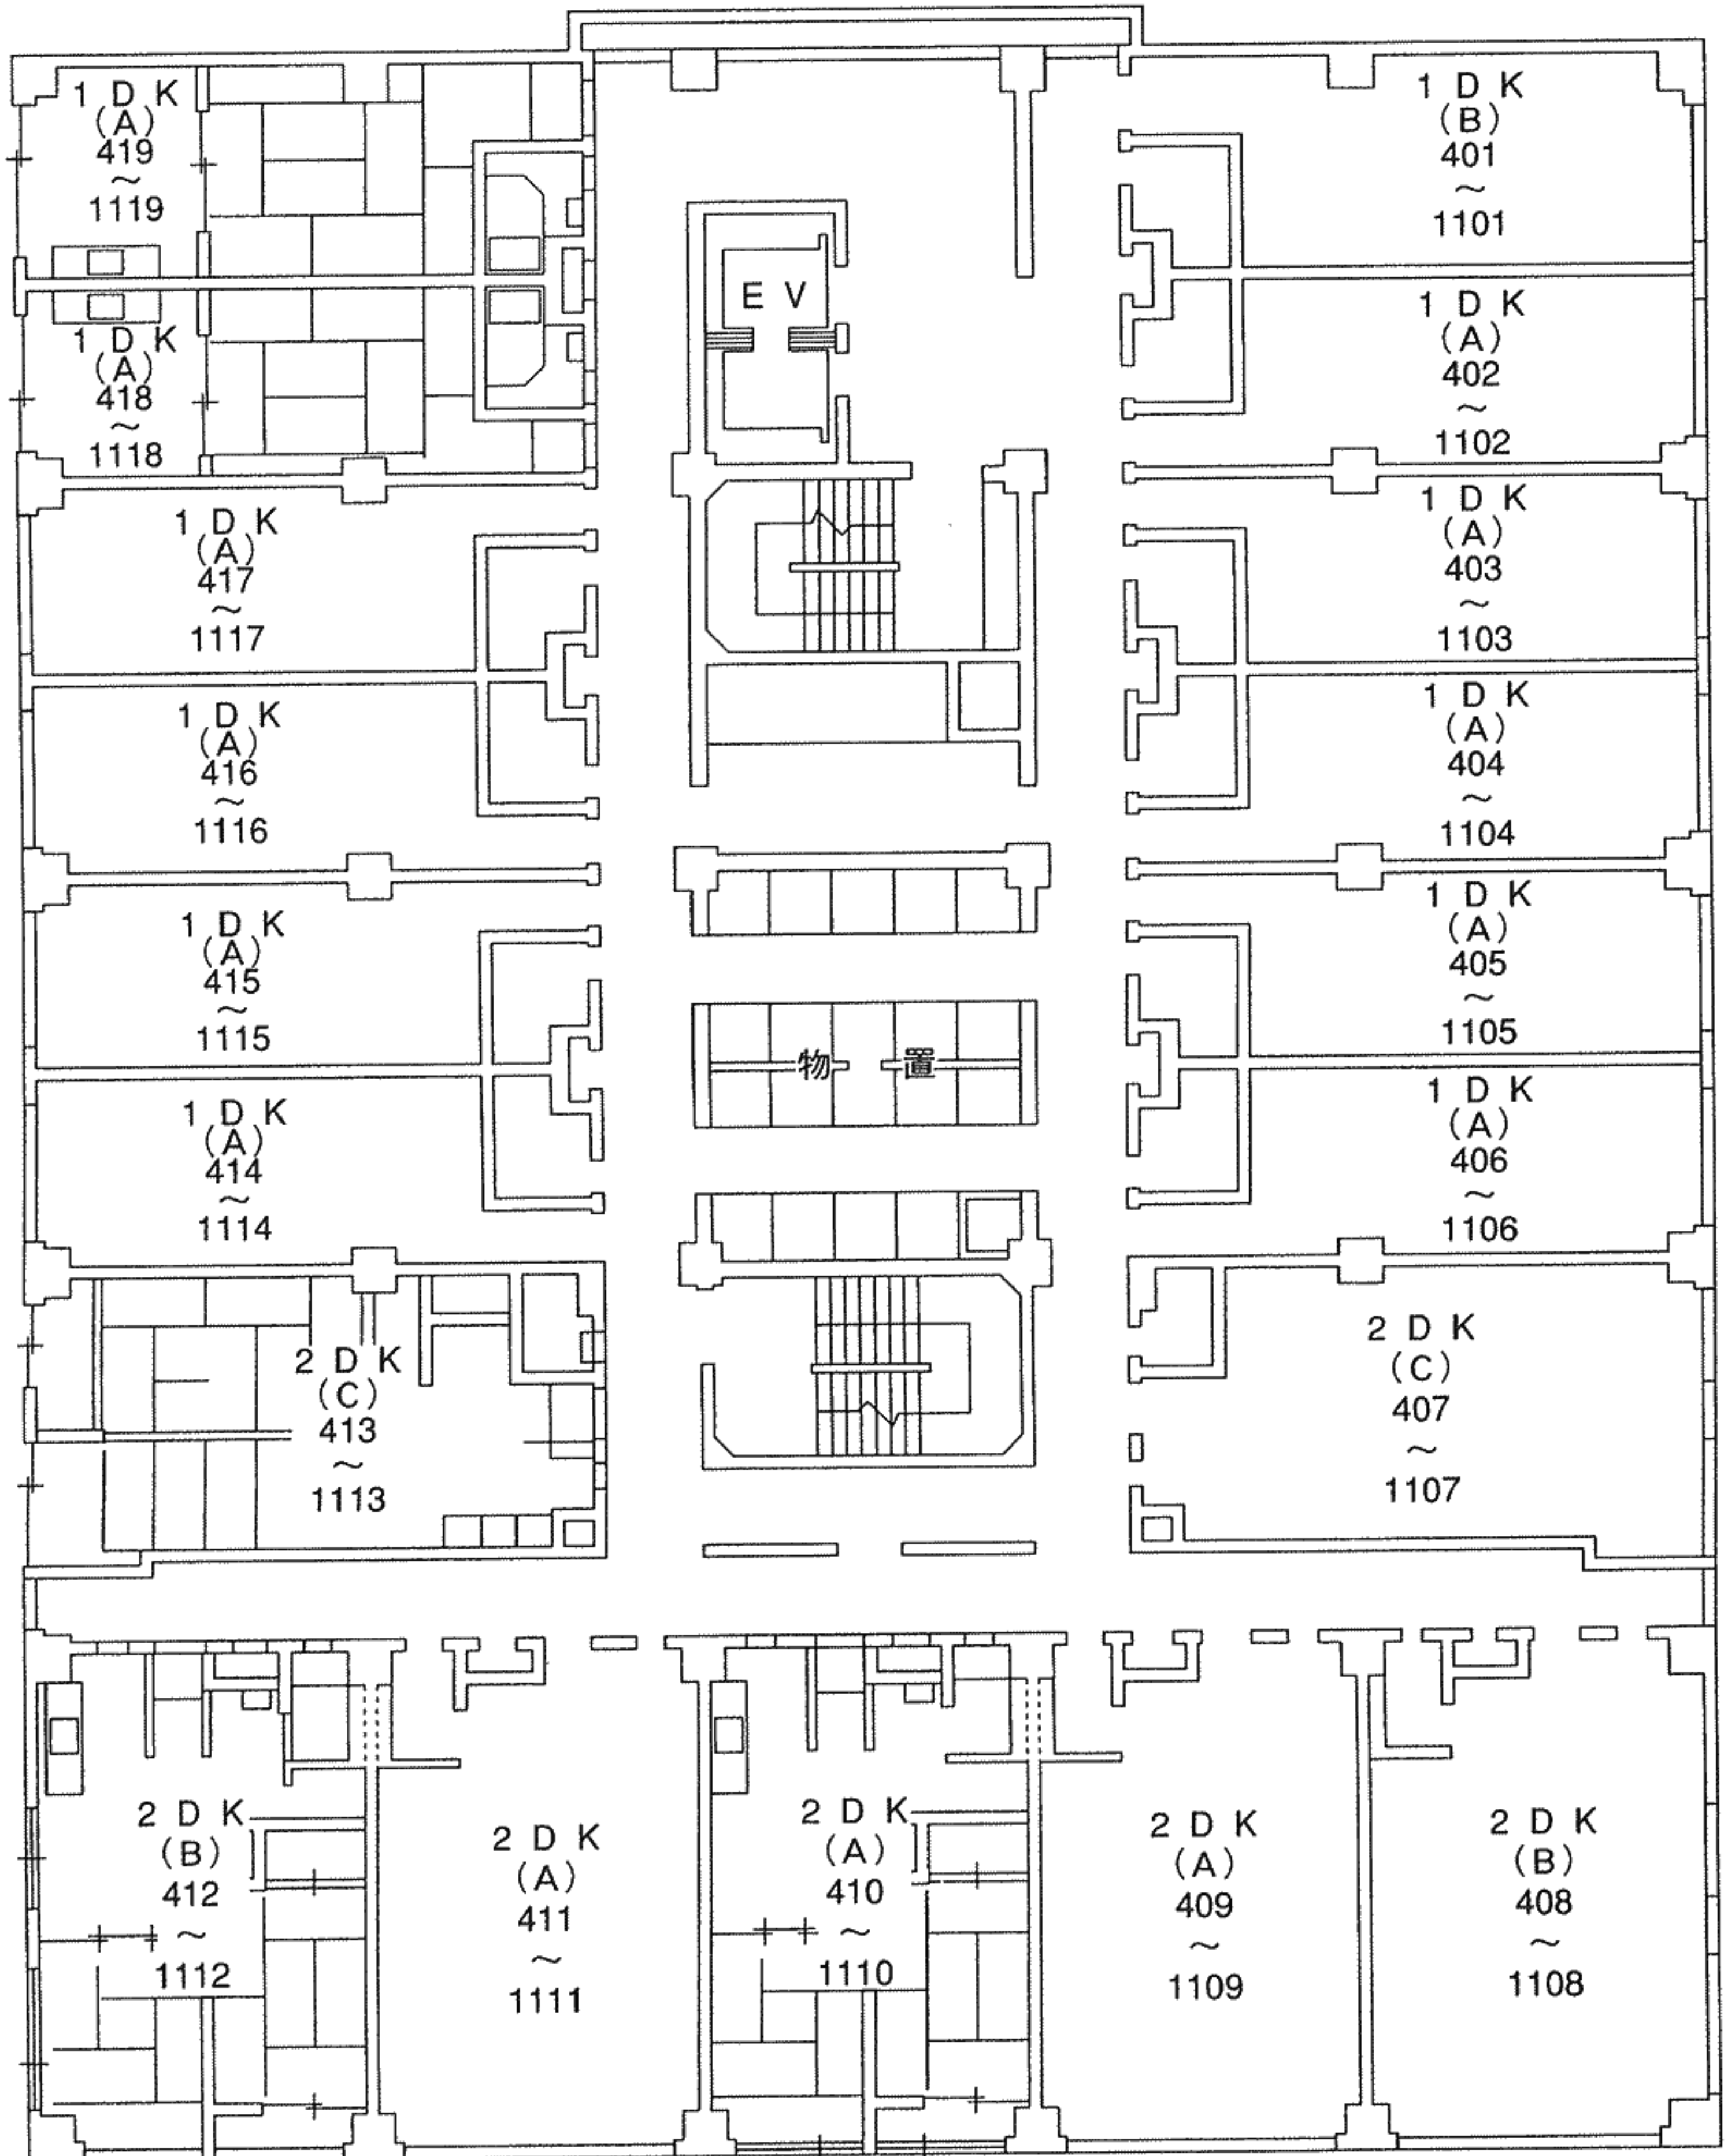 1DK
(A)
419
～
1119
1DK
(A)
418
～
1118
1DK
(A)
417
～
1117
1DK
(A)
416
～
1116
1DK
(A)
415
～
1115
1DK
(A)
414
～
1114
2DK
(C)
413
～
1113
EV
物置
1DK
(B)
401
～
1101
1DK
(A)
402
～
1102
1DK
(A)
403
～
1103
1DK
(A)
404
～
1104
1DK
(A)
405
～
1105
1DK
(A)
406
～
1106
2DK
(C)
407
～
1107
2DK
(B)
412
～
1112
2DK
(A)
411
～
1111
2DK
(A)
410
～
1110
2DK
(A)
409
～
1109
2DK
(B)
408
～
1108